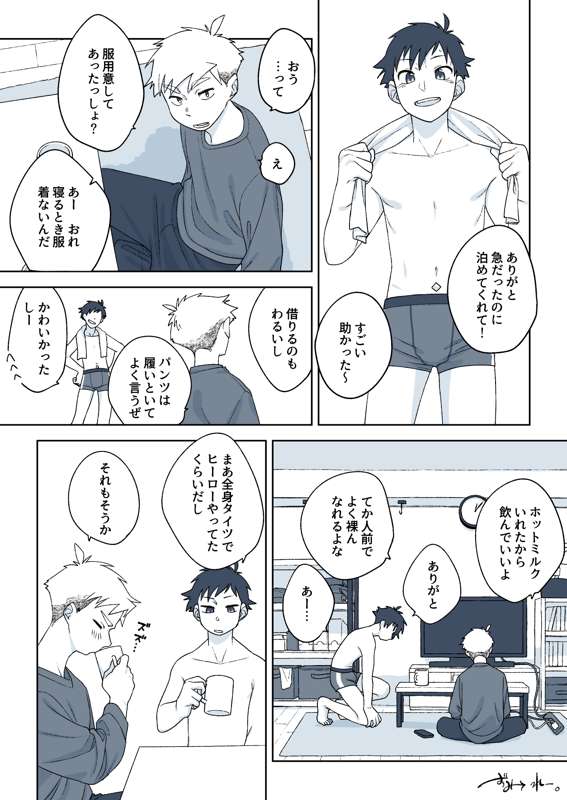 ありがと
急だったのに
泊めてくれて！
すごい
助かった〜
おう
…って
え
服用意して
あったっしょ？
あー おれ
寝るとき服
着ないんだ
借りるのも
わるいし
パンツは
履いといて
よく言うぜ
かわいかった
しー
ホットミルク
いれたから
飲んでいいよ
ありがと
てか人前で
よく裸ん
なれるよな
あー…
まあ全身タイツで
ヒーローやってた
くらいだし
それもそうか